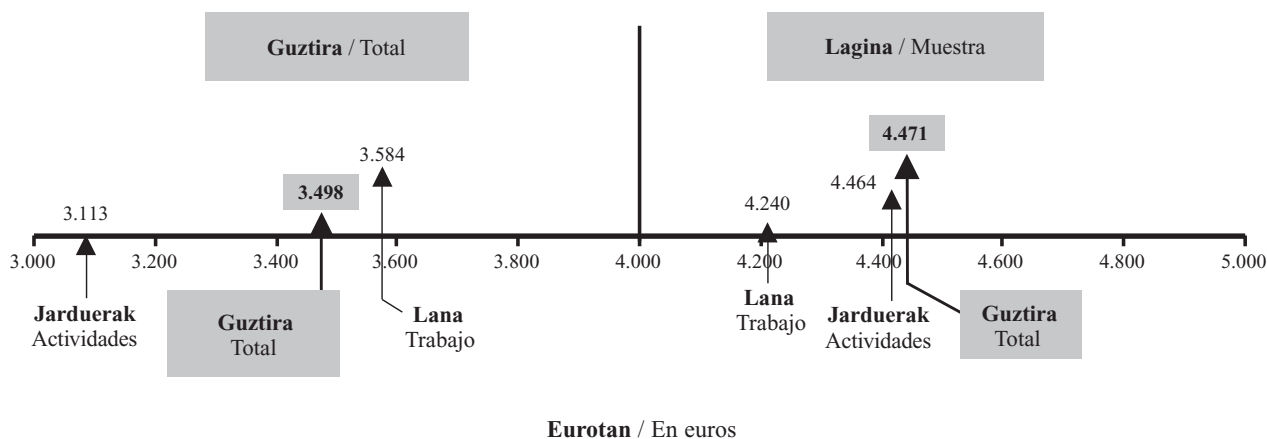 Guztira / Total
Lagina / Muestra
4.471
3.584
4.464
3.498
4.240
3.113
3.000 3.200 3.400 3.600 3.800 4.000 4.200 4.400 4.600 4.800 5.000
Jarduerak
Actividades
Guztira
Total
Lana
Trabajo
Lana
Trabajo
Jarduerak
Actividades
Guztira
Total
Eurotan / En euros